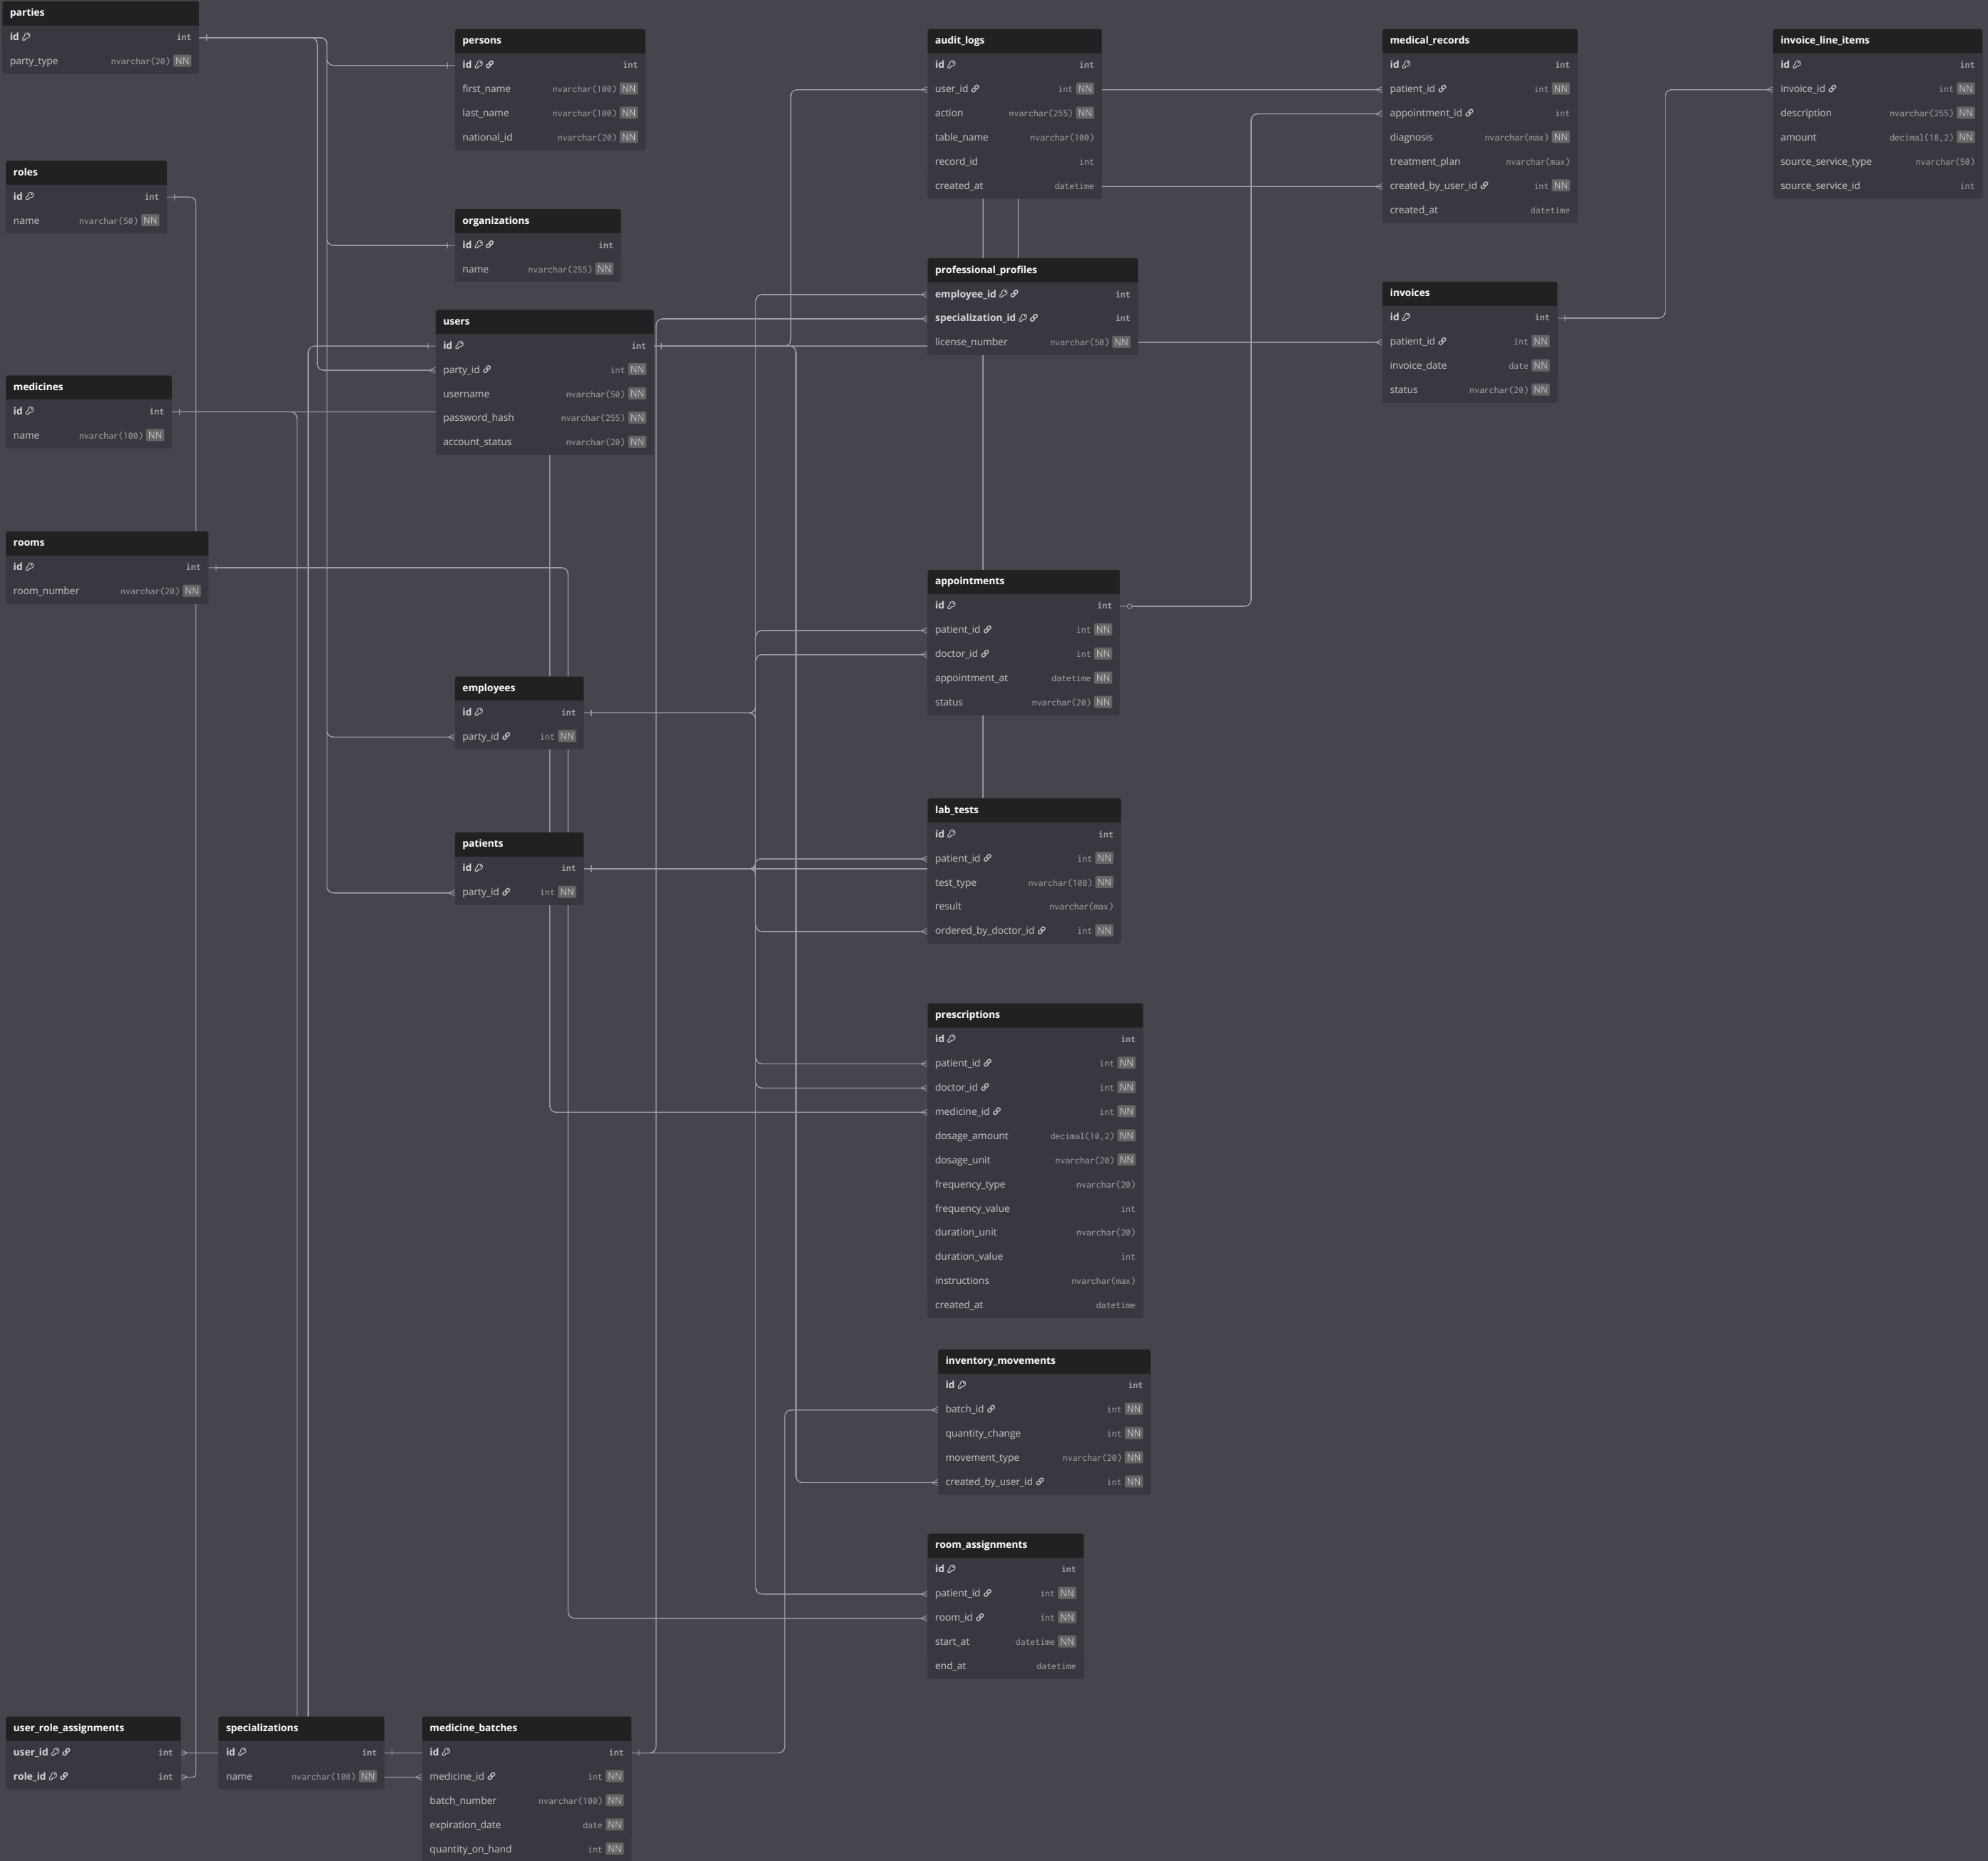 parties
id int
party_type nvarchar(20) NN
roles
id int
name nvarchar(50) NN
medicines
id int
name nvarchar(100) NN
rooms
id int
room_number nvarchar(20) NN
persons
id int
first_name nvarchar(100) NN
last_name nvarchar(100) NN
national_id nvarchar(20) NN
organizations
id int
name nvarchar(255) NN
users
id int
party_id int NN
username nvarchar(50) NN
password_hash nvarchar(255) NN
account_status nvarchar(20) NN
employees
id int
party_id int NN
patients
id int
party_id int NN
audit_logs
id int
user_id int NN
action nvarchar(255) NN
table_name nvarchar(100)
record_id int
created_at datetime
professional_profiles
employee_id int
specialization_id int
license_number nvarchar(50) NN
appointments
id int
patient_id int NN
doctor_id int NN
appointment_at datetime NN
status nvarchar(20) NN
lab_tests
id int
patient_id int NN
test_type nvarchar(100) NN
result nvarchar(max)
ordered_by_doctor_id int NN
prescriptions
id int
patient_id int NN
doctor_id int NN
medicine_id int NN
dosage_amount decimal(10,2) NN
dosage_unit nvarchar(20) NN
frequency_type nvarchar(20)
frequency_value int
duration_unit nvarchar(20)
duration_value int
instructions nvarchar(max)
created_at datetime
inventory_movements
id int
batch_id int NN
quantity_change int NN
movement_type nvarchar(20) NN
created_by_user_id int NN
room_assignments
id int
patient_id int NN
room_id int NN
start_at datetime NN
end_at datetime
medical_records
id int
patient_id int NN
appointment_id int
diagnosis nvarchar(max) NN
treatment_plan nvarchar(max)
created_by_user_id int NN
created_at datetime
invoices
id int
patient_id int NN
invoice_date date NN
status nvarchar(20) NN
invoice_line_items
id int
invoice_id int NN
description nvarchar(255) NN
amount decimal(18,2) NN
source_service_type nvarchar(50)
source_service_id int
user_role_assignments
user_id int
role_id int
specializations
id int
name nvarchar(100) NN
medicine_batches
id int
medicine_id int NN
batch_number nvarchar(100) NN
expiration_date date NN
quantity_on_hand int NN